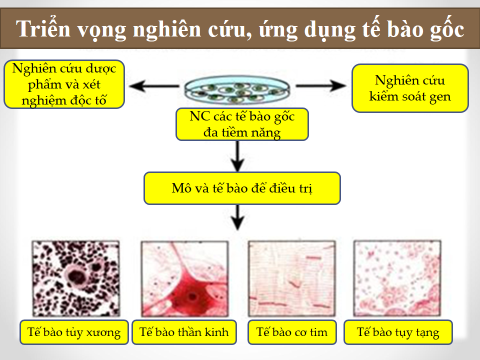 Triển vọng nghiên cứu, ứng dụng tế bào gốc
Nghiên cứu dược
phẩm và xét
nghiệm độc tố
Nghiên cứu
kiểm soát gen
NC các tế bào gốc
đa tiềm năng
Mô và tế bào để điều trị
Tế bào tủy xương
Tế bào thần kinh
Tế bào cơ tim
Tế bào tụy tạng